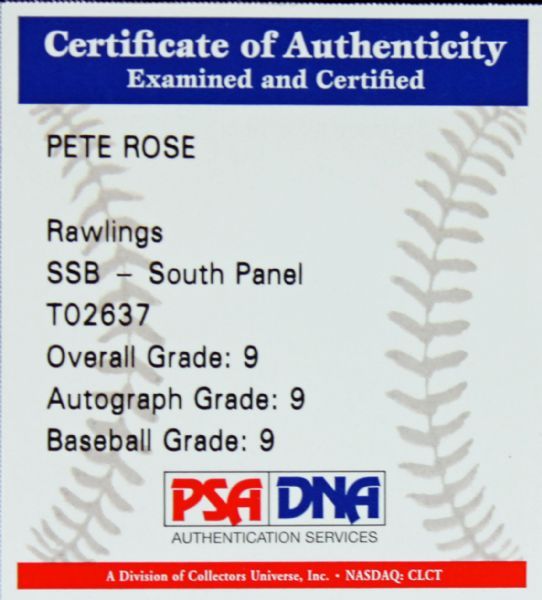 Certificate of Authenticity
Examined and Certified
PETE ROSE
Rawlings
SSB – South Panel
T02637
Overall Grade: 9
Autograph Grade: 9
Baseball Grade: 9
PSA DNA
AUTHENTICATION SERVICES
A Division of Collectors Universe, Inc. • NASDAQ: CLCT